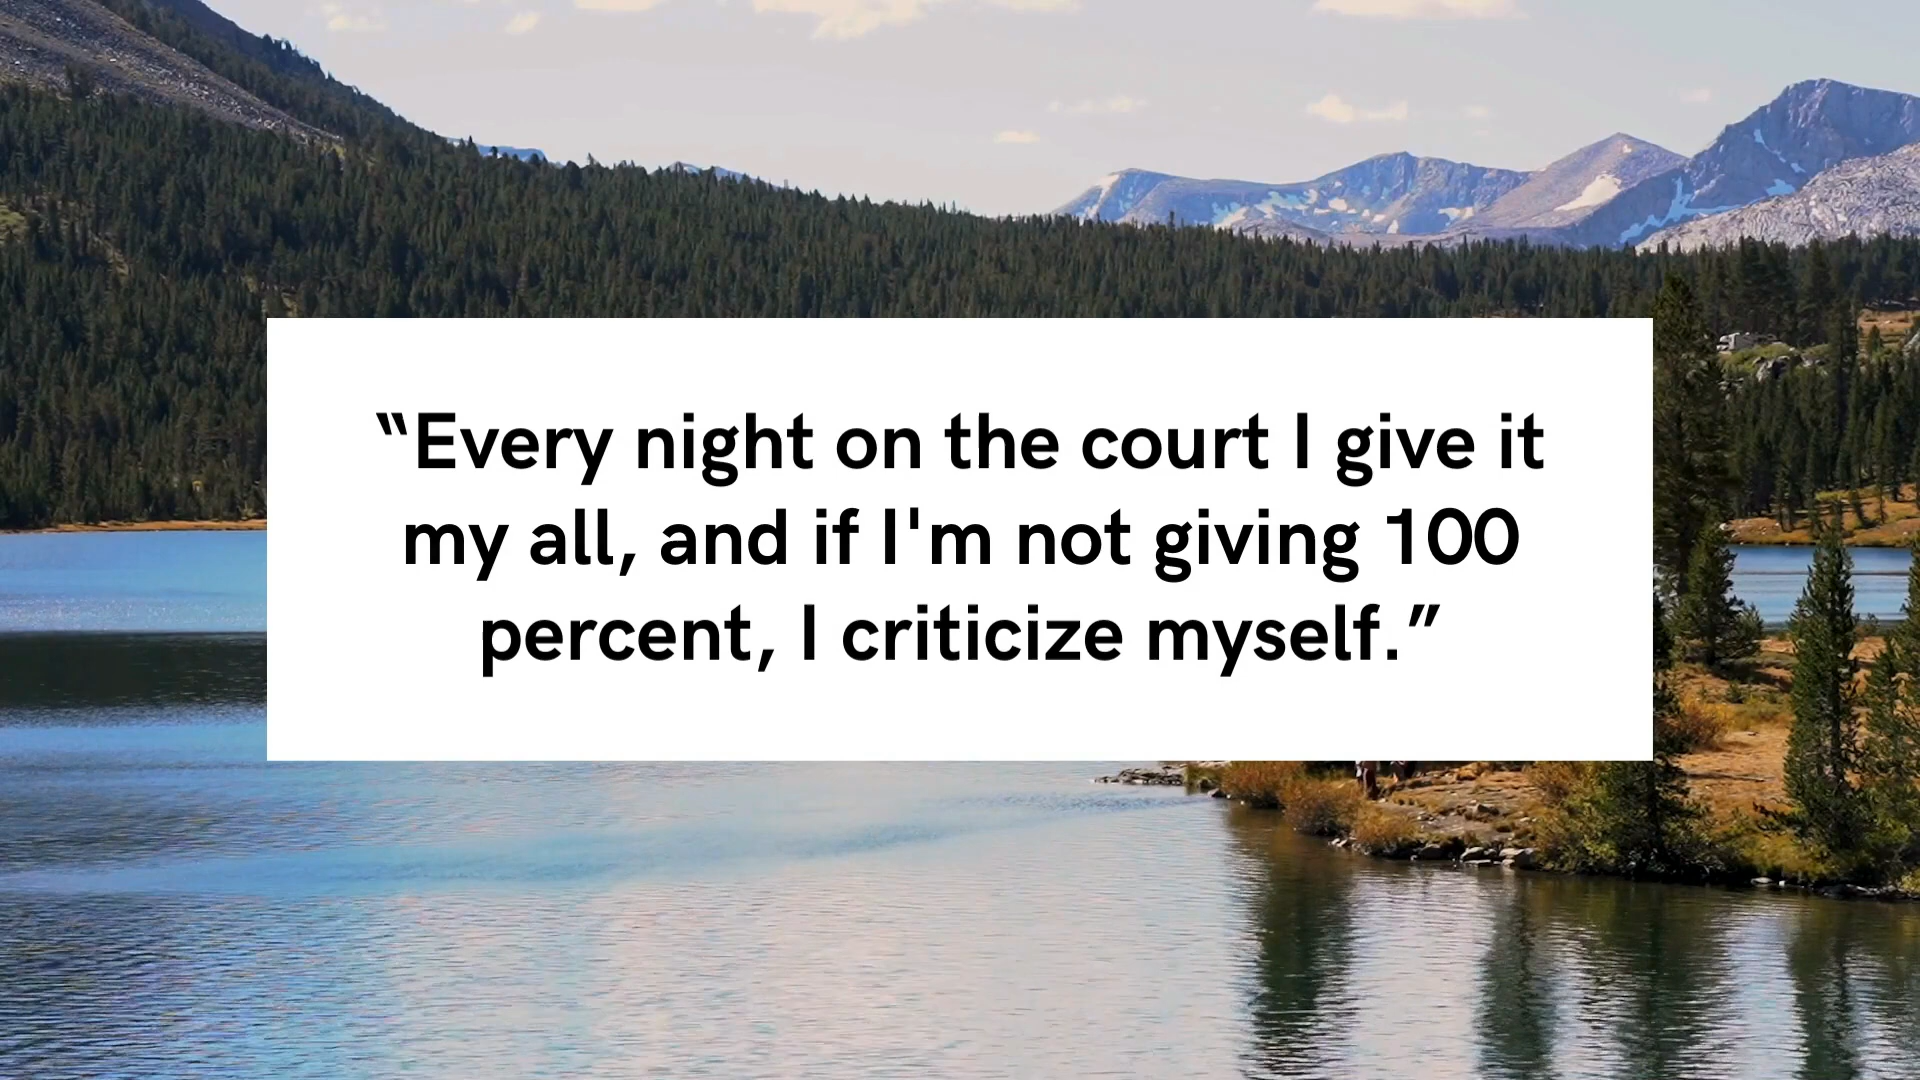 “Every night on the court I give it
my all, and if I'm not giving 100
percent, I criticize myself.”